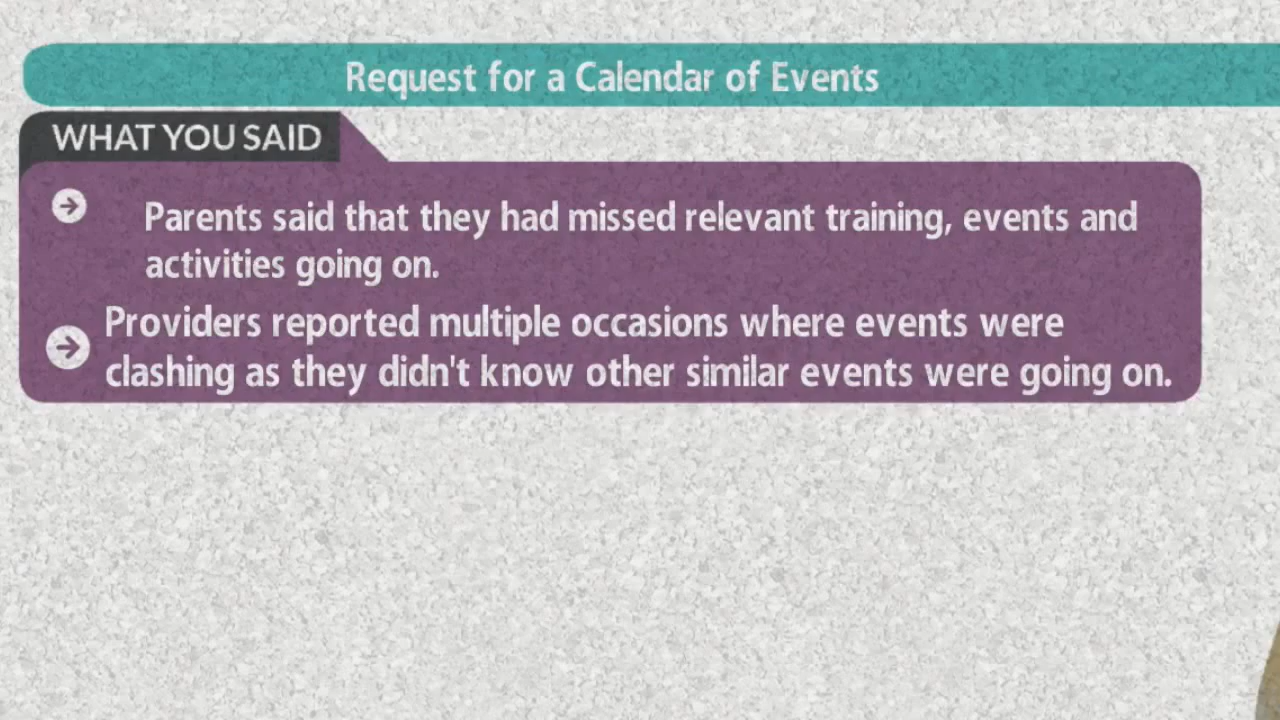 Request for a Calendar of Events
WHAT YOU SAID
Parents said that they had missed relevant training, events and
activities going on.
Providers reported multiple occasions where events were
clashing as they didn't know other similar events were going on.